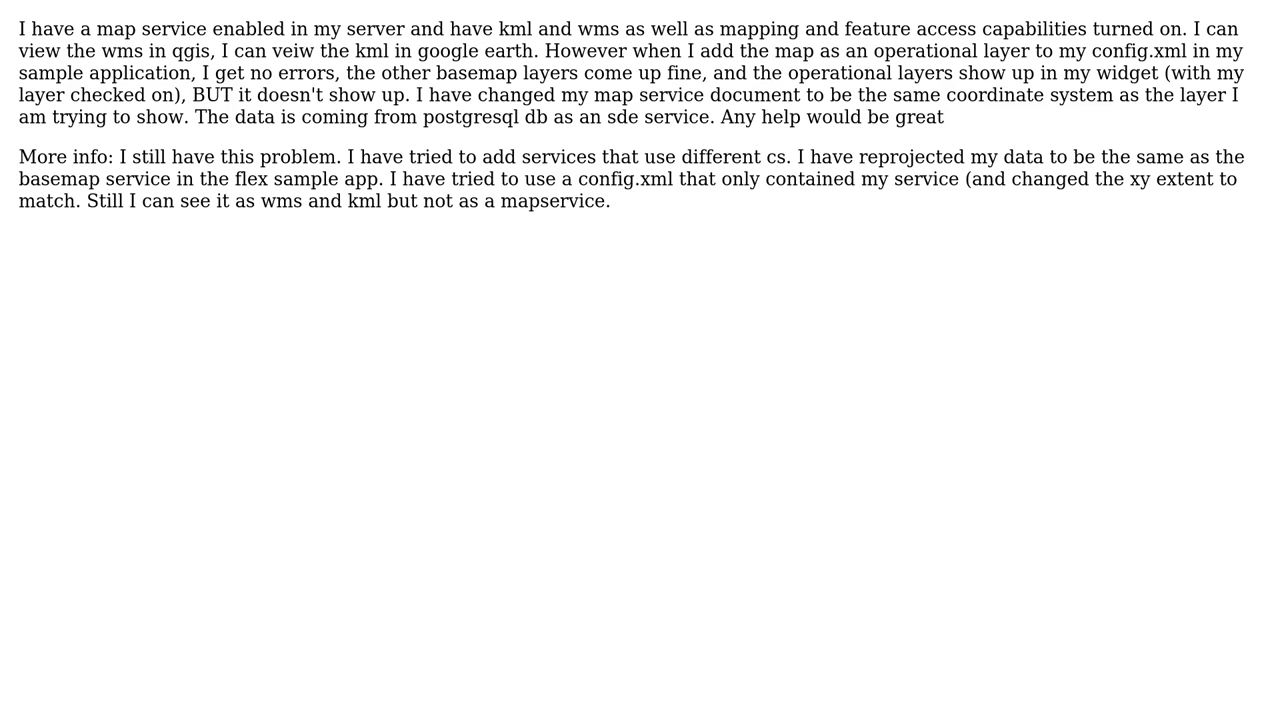 I have a map service enabled in my server and have kml and wms as well as mapping and feature access capabilities turned on. I can
view the wms in qgis, I can veiw the kml in google earth. However when I add the map as an operational layer to my config.xml in my
sample application, I get no errors, the other basemap layers come up fine, and the operational layers show up in my widget (with my
layer checked on), BUT it doesn't show up. I have changed my map service document to be the same coordinate system as the layer I
am trying to show. The data is coming from postgresql db as an sde service. Any help would be great
More info: I still have this problem. I have tried to add services that use different cs. I have reprojected my data to be the same as the
basemap service in the flex sample app. I have tried to use a config.xml that only contained my service (and changed the xy extent to
match. Still I can see it as wms and kml but not as a mapservice.